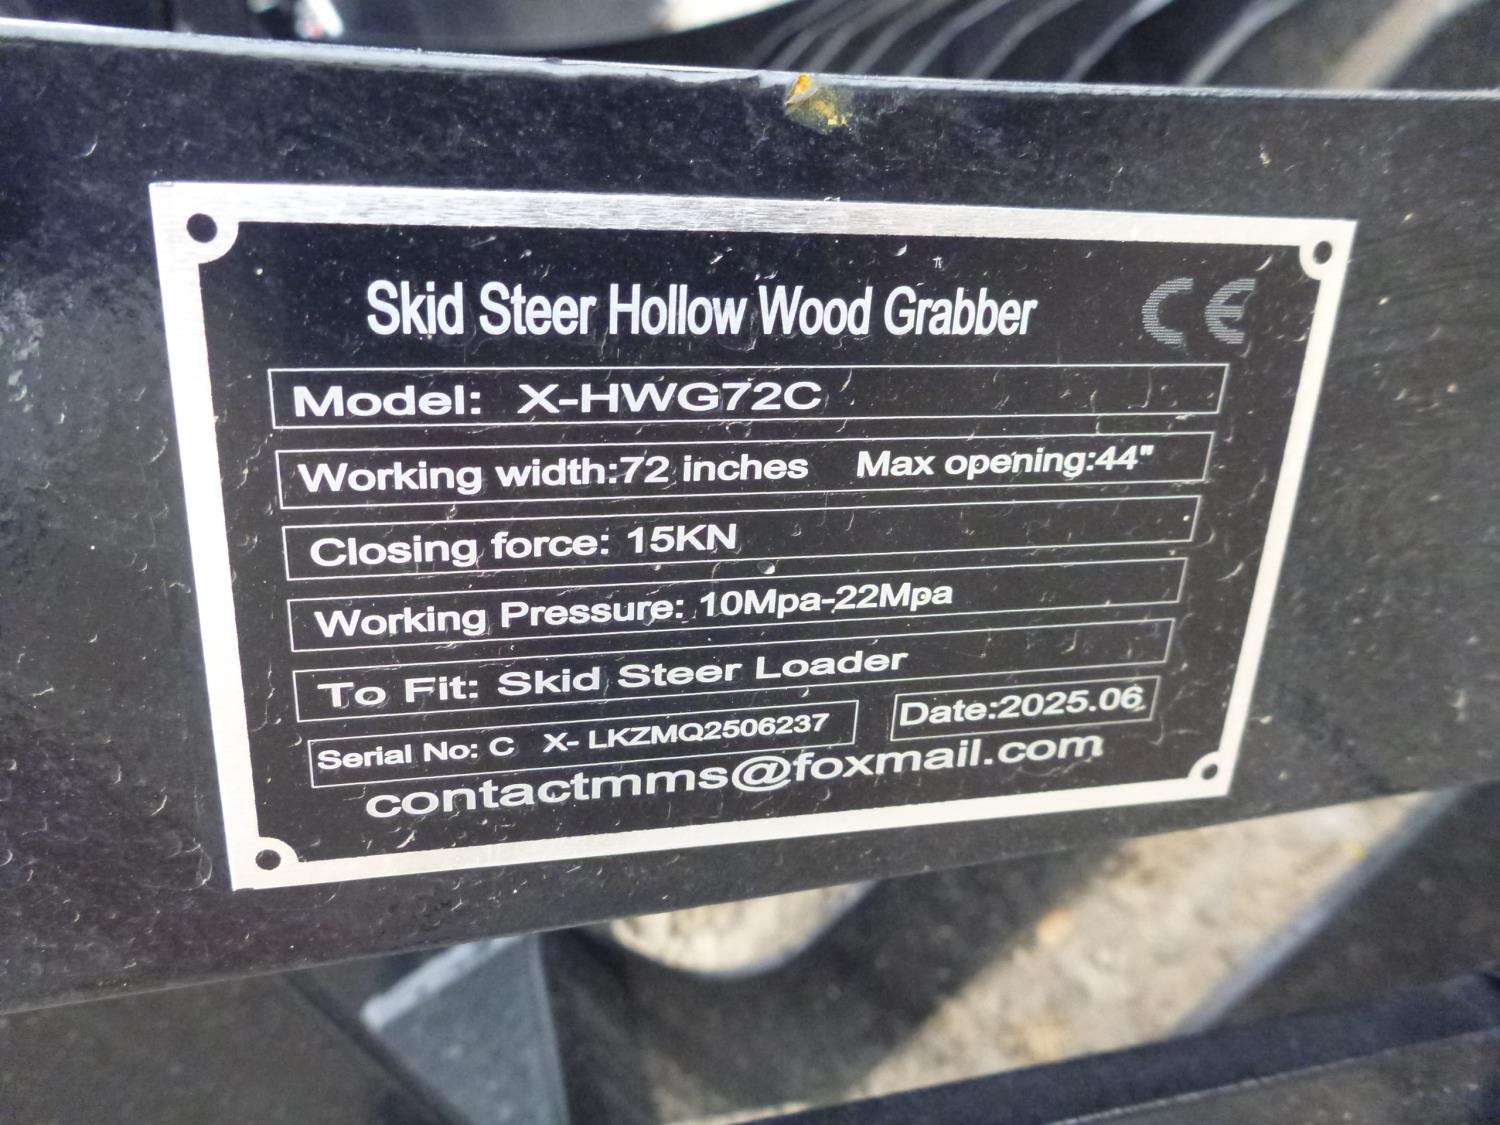 Skid Steer Hollow Wood Grabber CE
Model: X-HWG72C
Working width:72 inches Max opening:44"
Closing force: 15KN
Working Pressure: 10Mpa-22Mpa
To Fit: Skid Steer Loader
Serial No: C X- LKZMQ2506237 Date:2025.06
contactmms@foxmail.com